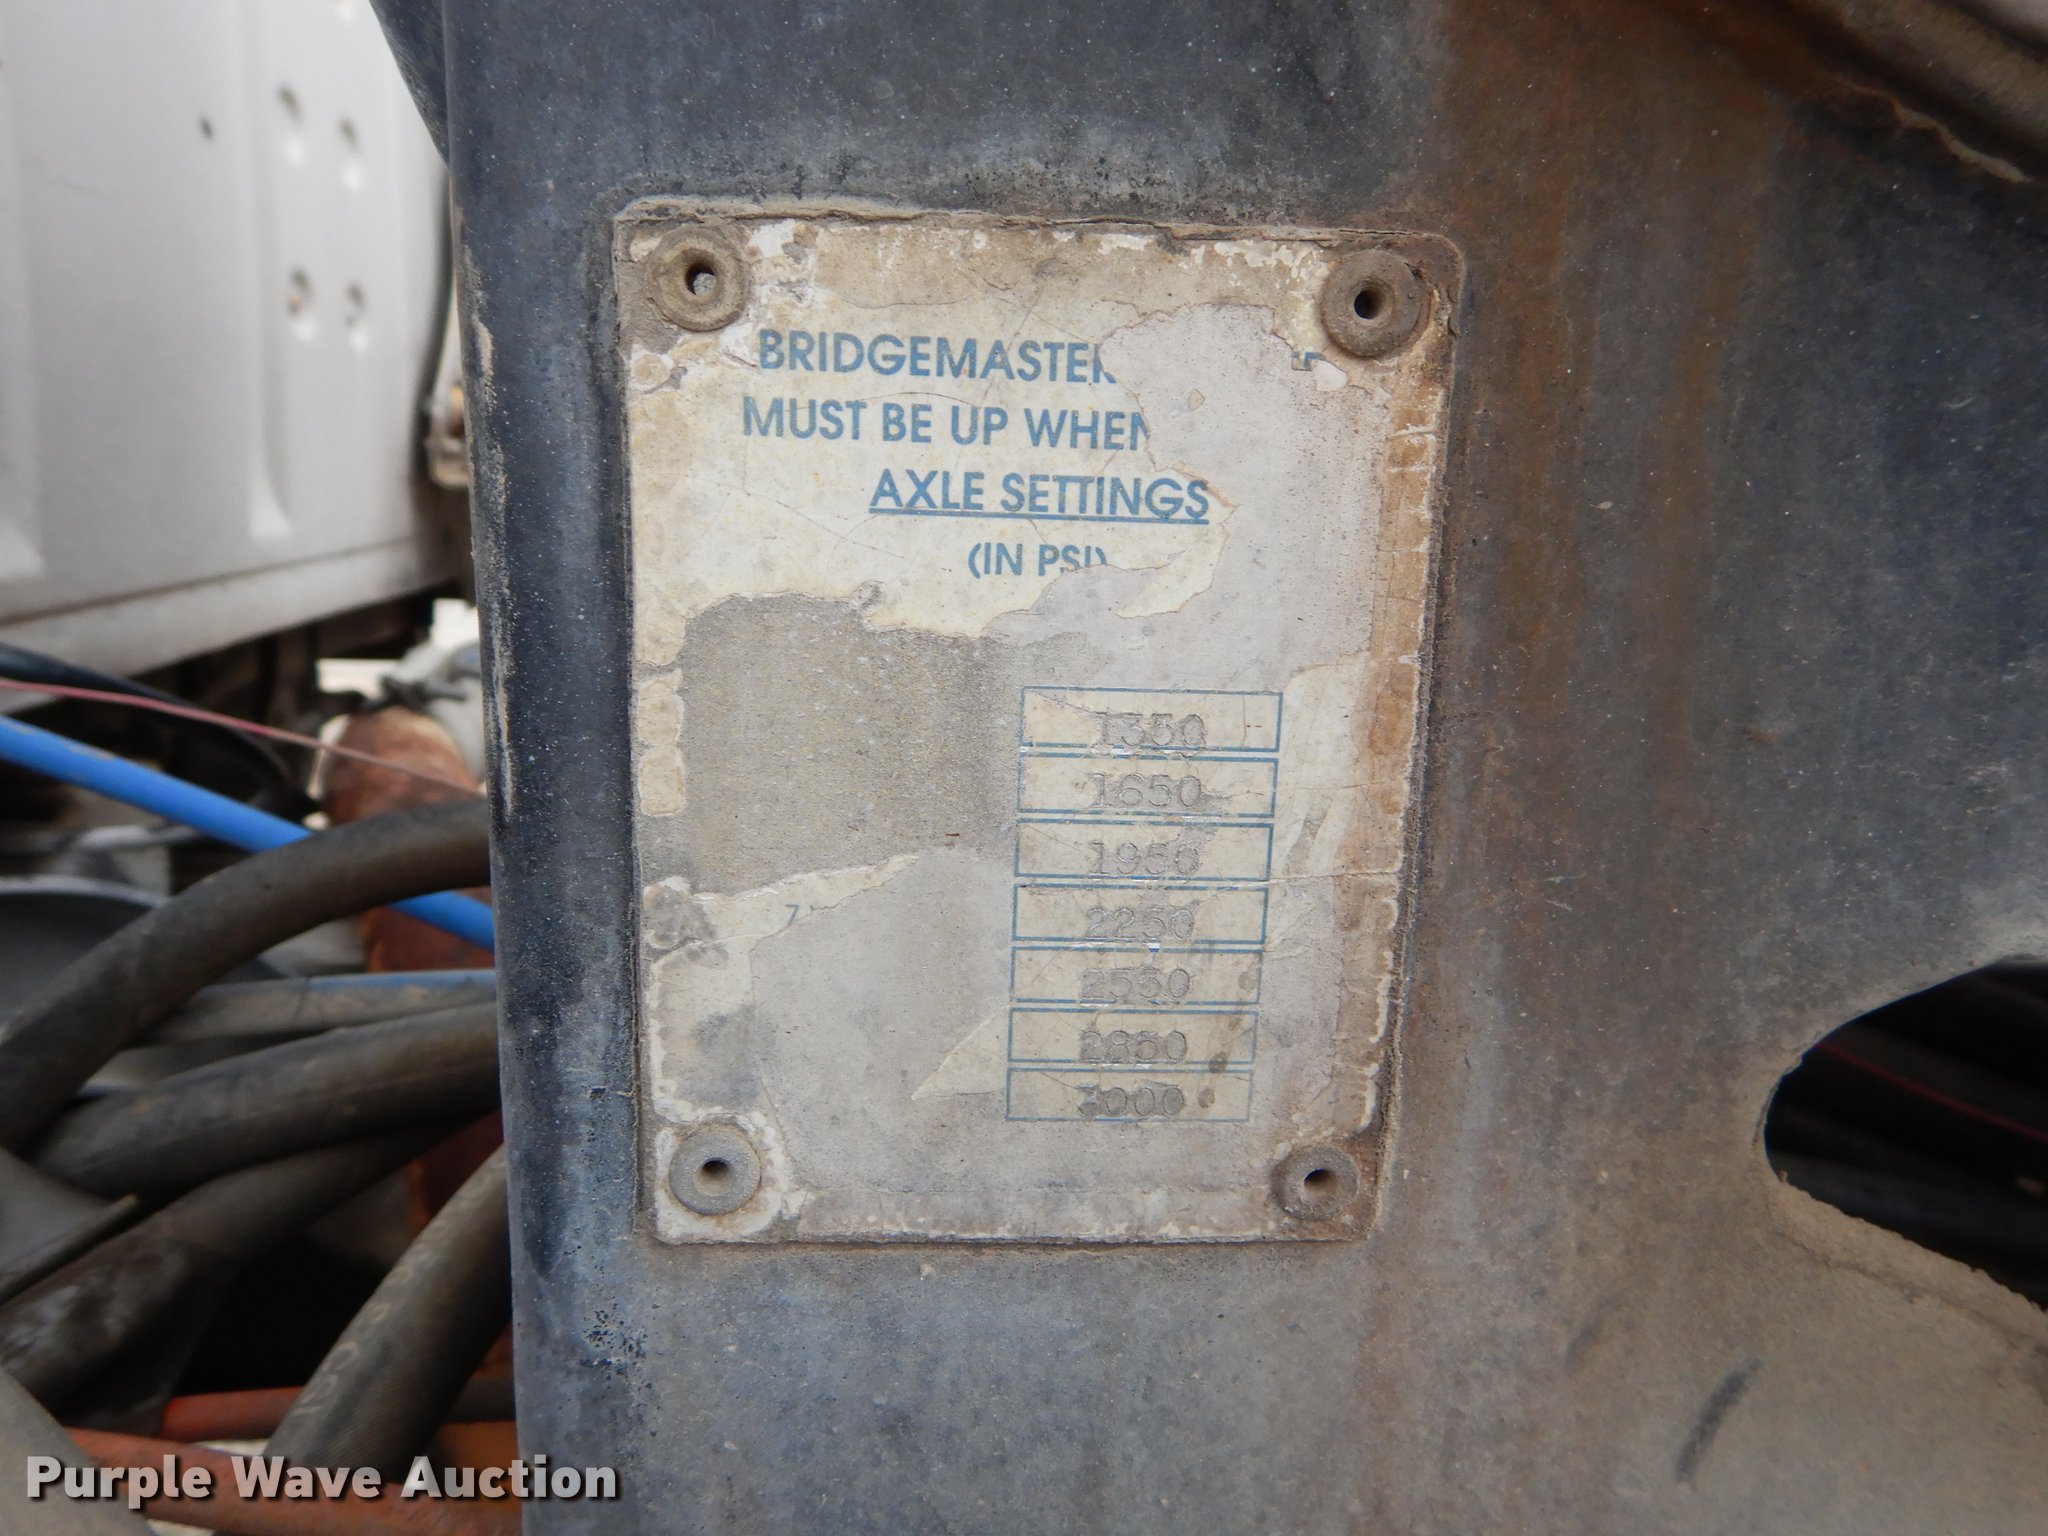 BRIDGEMASTER
MUST BE UP WHEN
AXLE SETTINGS
(IN PSI)
1350
1650
1950
2250
2550
2850
3000
Purple Wave Auction